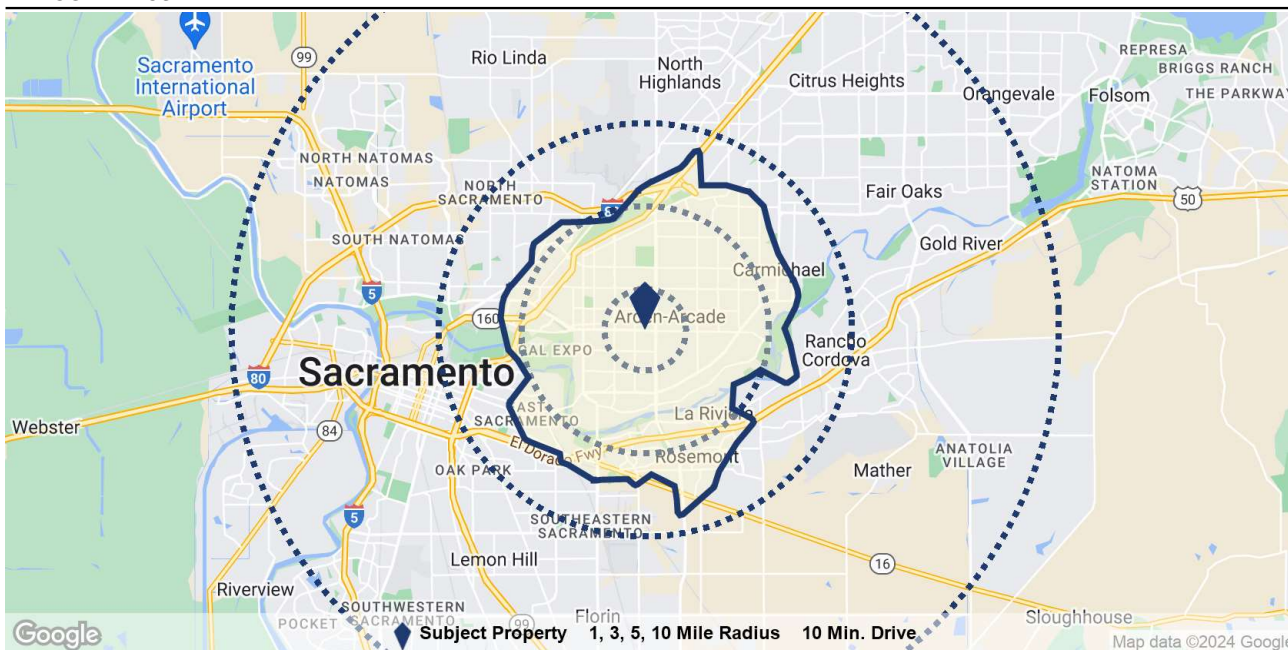 REPRESA
BRIGGS RANCH
THE PARKWAY
Sacramento
International
Airport
99
Rio Linda
North
Highlands
Citrus Heights
Orangevale
Folsom
NORTH NATOMAS
NATOMAS
NORTH
SACRAMENTO
Fair Oaks
NATOMA
STATION
50
SOUTH NATOMAS
Gold River
Carmichael
5
160
Arden-Arcade
CAL EXPO
Rancho
Cordova
80
Sacramento
EAST
SACRAMENTO
La Riviera
Webster
84
El Dorado Fwy
Rosemont
OAK PARK
Mather
ANATOLIA
VILLAGE
5
SOUTHEASTERN
SACRAMENTO
Lemon Hill
16
Riverview
POCKET
SOUTHWESTERN
SACRAMENTO
99
Florin
Sloughhouse
Google
Subject Property 1, 3, 5, 10 Mile Radius 10 Min. Drive
Map data ©2024 Google